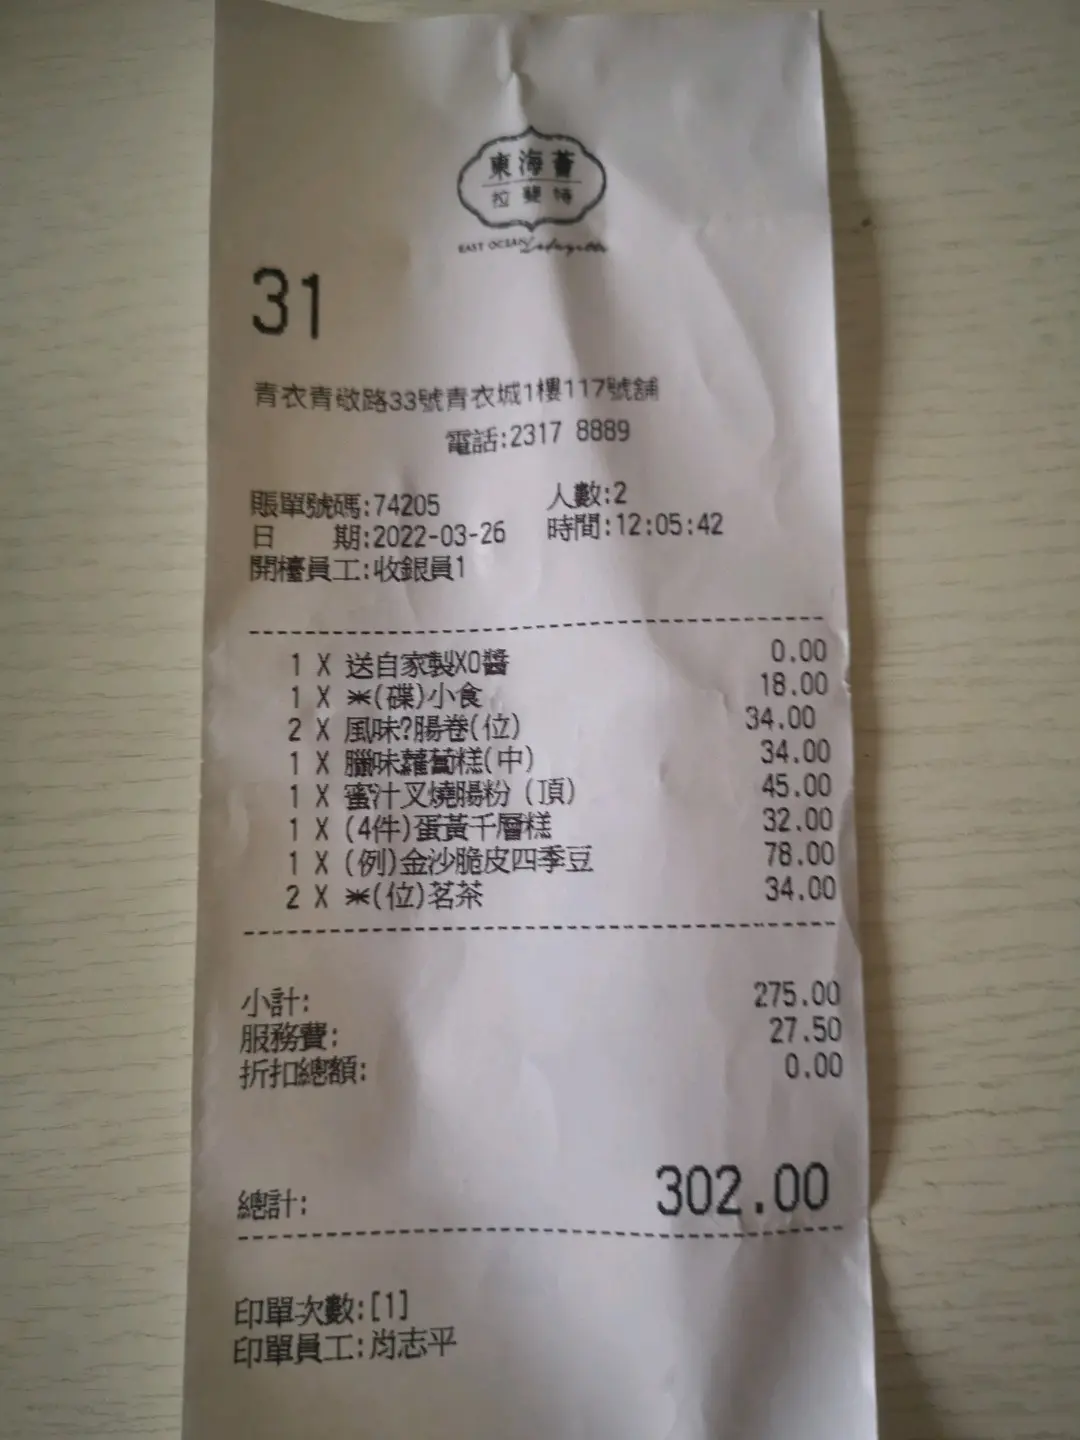 東海薈
拉斐特
EAST OCEAN Lafayette
31
青衣青敬路33號青衣城1樓117號舖
電話:2317 8889
賬單號碼:74205 人數:2
日 期:2022-03-26 時間:12:05:42
開檯員工:收銀員1
1 X 送自家製XO醬 0.00
1 X ※(碟)小食 18.00
2 X 風味?腸卷(位) 34.00
1 X 臘味蘿蔔糕(中) 34.00
1 X 蜜汁叉燒腸粉 (頂) 45.00
1 X (4件)蛋黃千層糕 32.00
1 X (例)金沙脆皮四季豆 78.00
2 X ※(位)茗茶 34.00
小計: 275.00
服務費: 27.50
折扣總額: 0.00
總計: 302.00
印單次數:[1]
印單員工:尚志平